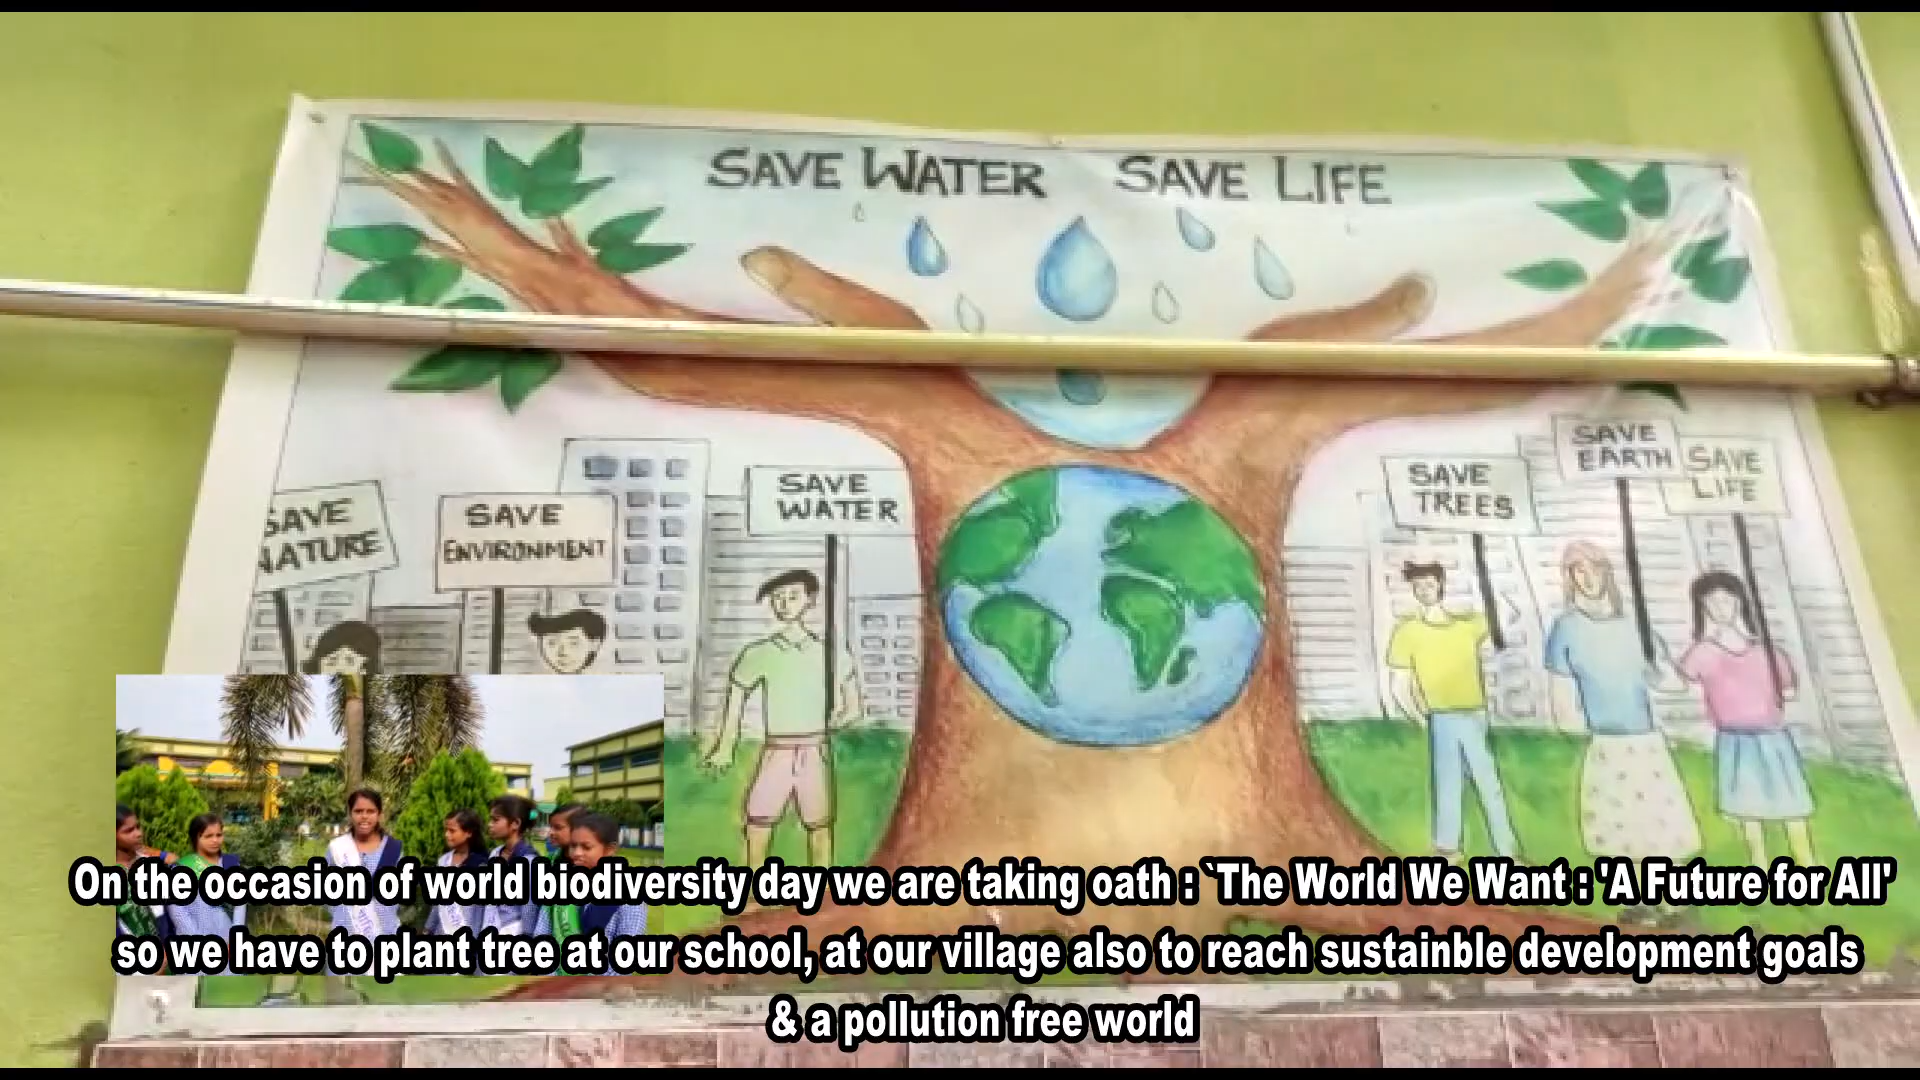 SAVE WATER SAVE LIFE
SAVE
NATURE
SAVE
ENVIRONMENT
SAVE
WATER
SAVE
TREES
SAVE
EARTH
SAVE
LIFE
On the occasion of world biodiversity day we are taking oath : `The World We Want : 'A Future for All'
so we have to plant tree at our school, at our village also to reach sustainble development goals
& a pollution free world